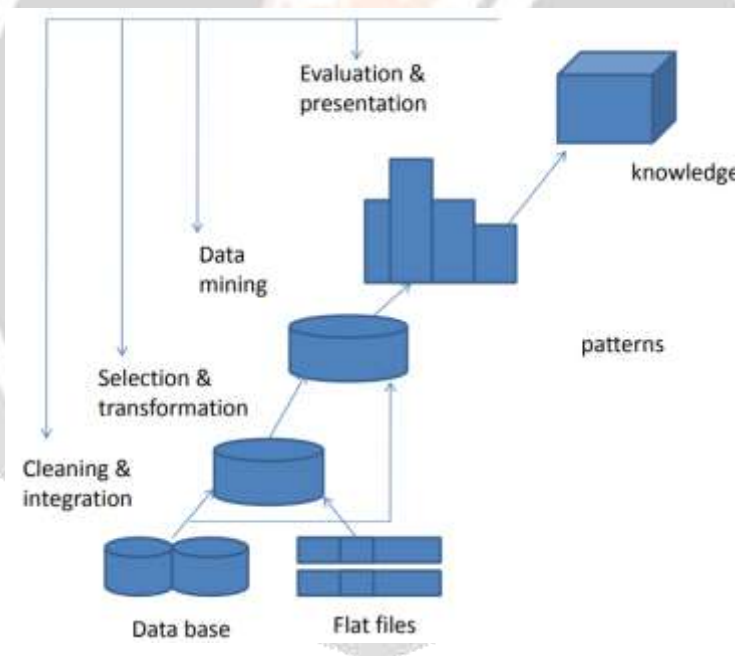 Evaluation &
presentation
knowledge
Data
mining
patterns
Selection &
transformation
Cleaning &
integration
Data base
Flat files